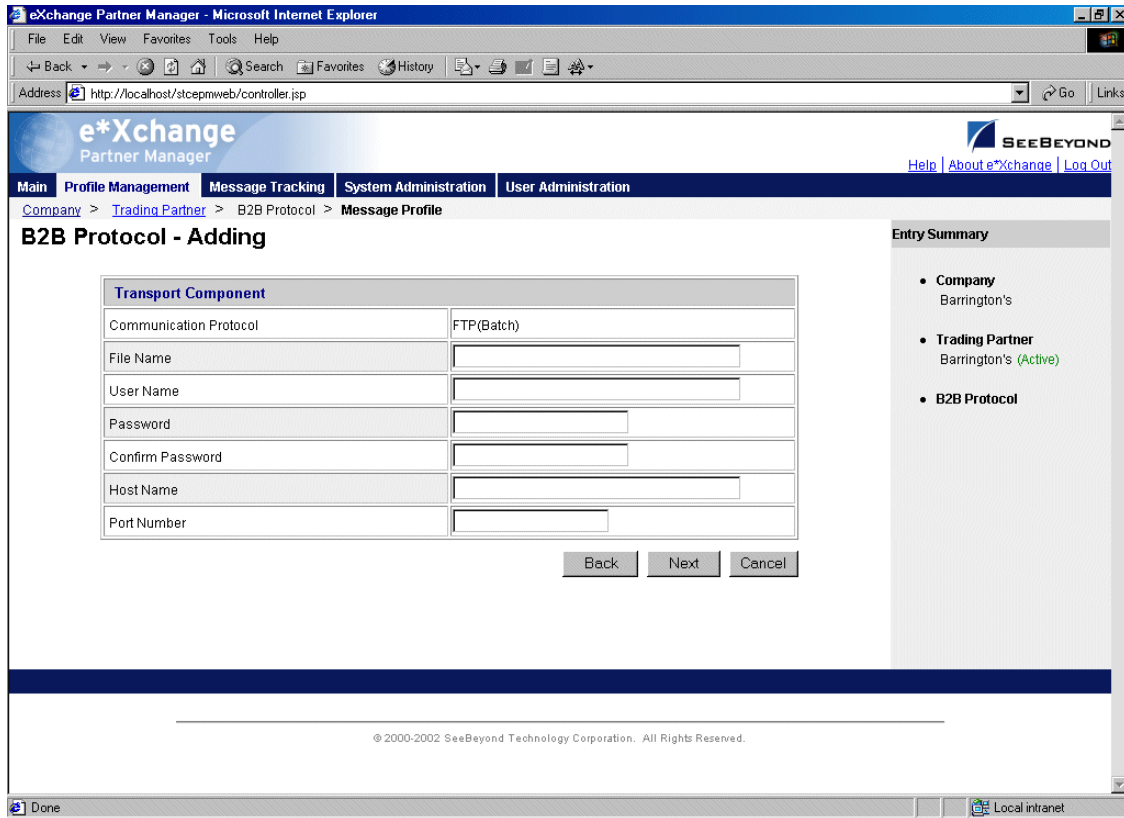 eXchange Partner Manager - Microsoft Internet Explorer
File Edit View Favorites Tools Help
Back Search Favorites History
Address http://localhost/stcepmweb/controller.jsp Go Links
e*Xchange
Partner Manager
SEEBEYOND
Help | About e*Xchange | Log Out
Main Profile Management Message Tracking System Administration User Administration
Company > Trading Partner > B2B Protocol > Message Profile
B2B Protocol - Adding
Transport Component
Communication Protocol FTP(Batch)
File Name
User Name
Password
Confirm Password
Host Name
Port Number
Back Next Cancel
Entry Summary
• Company
Barrington's
• Trading Partner
Barrington's (Active)
• B2B Protocol
© 2000-2002 SeeBeyond Technology Corporation. All Rights Reserved.
Done Local intranet